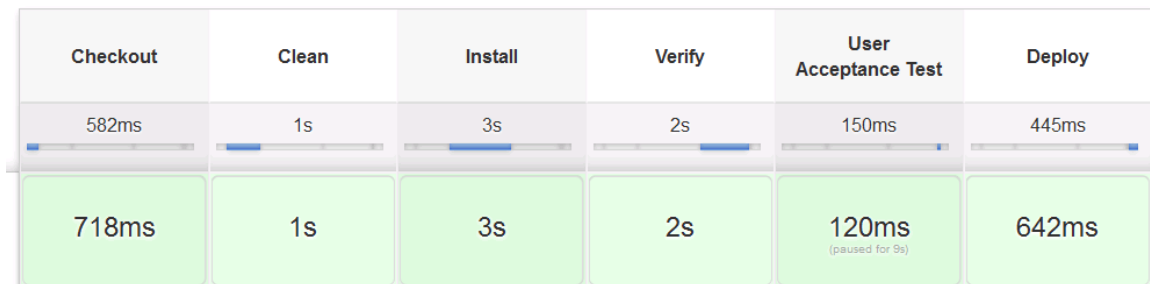 Checkout
Clean
Install
Verify
User
Acceptance Test
Deploy
582ms
1s
3s
2s
150ms
445ms
718ms
1s
3s
2s
120ms
(paused for 9s)
642ms